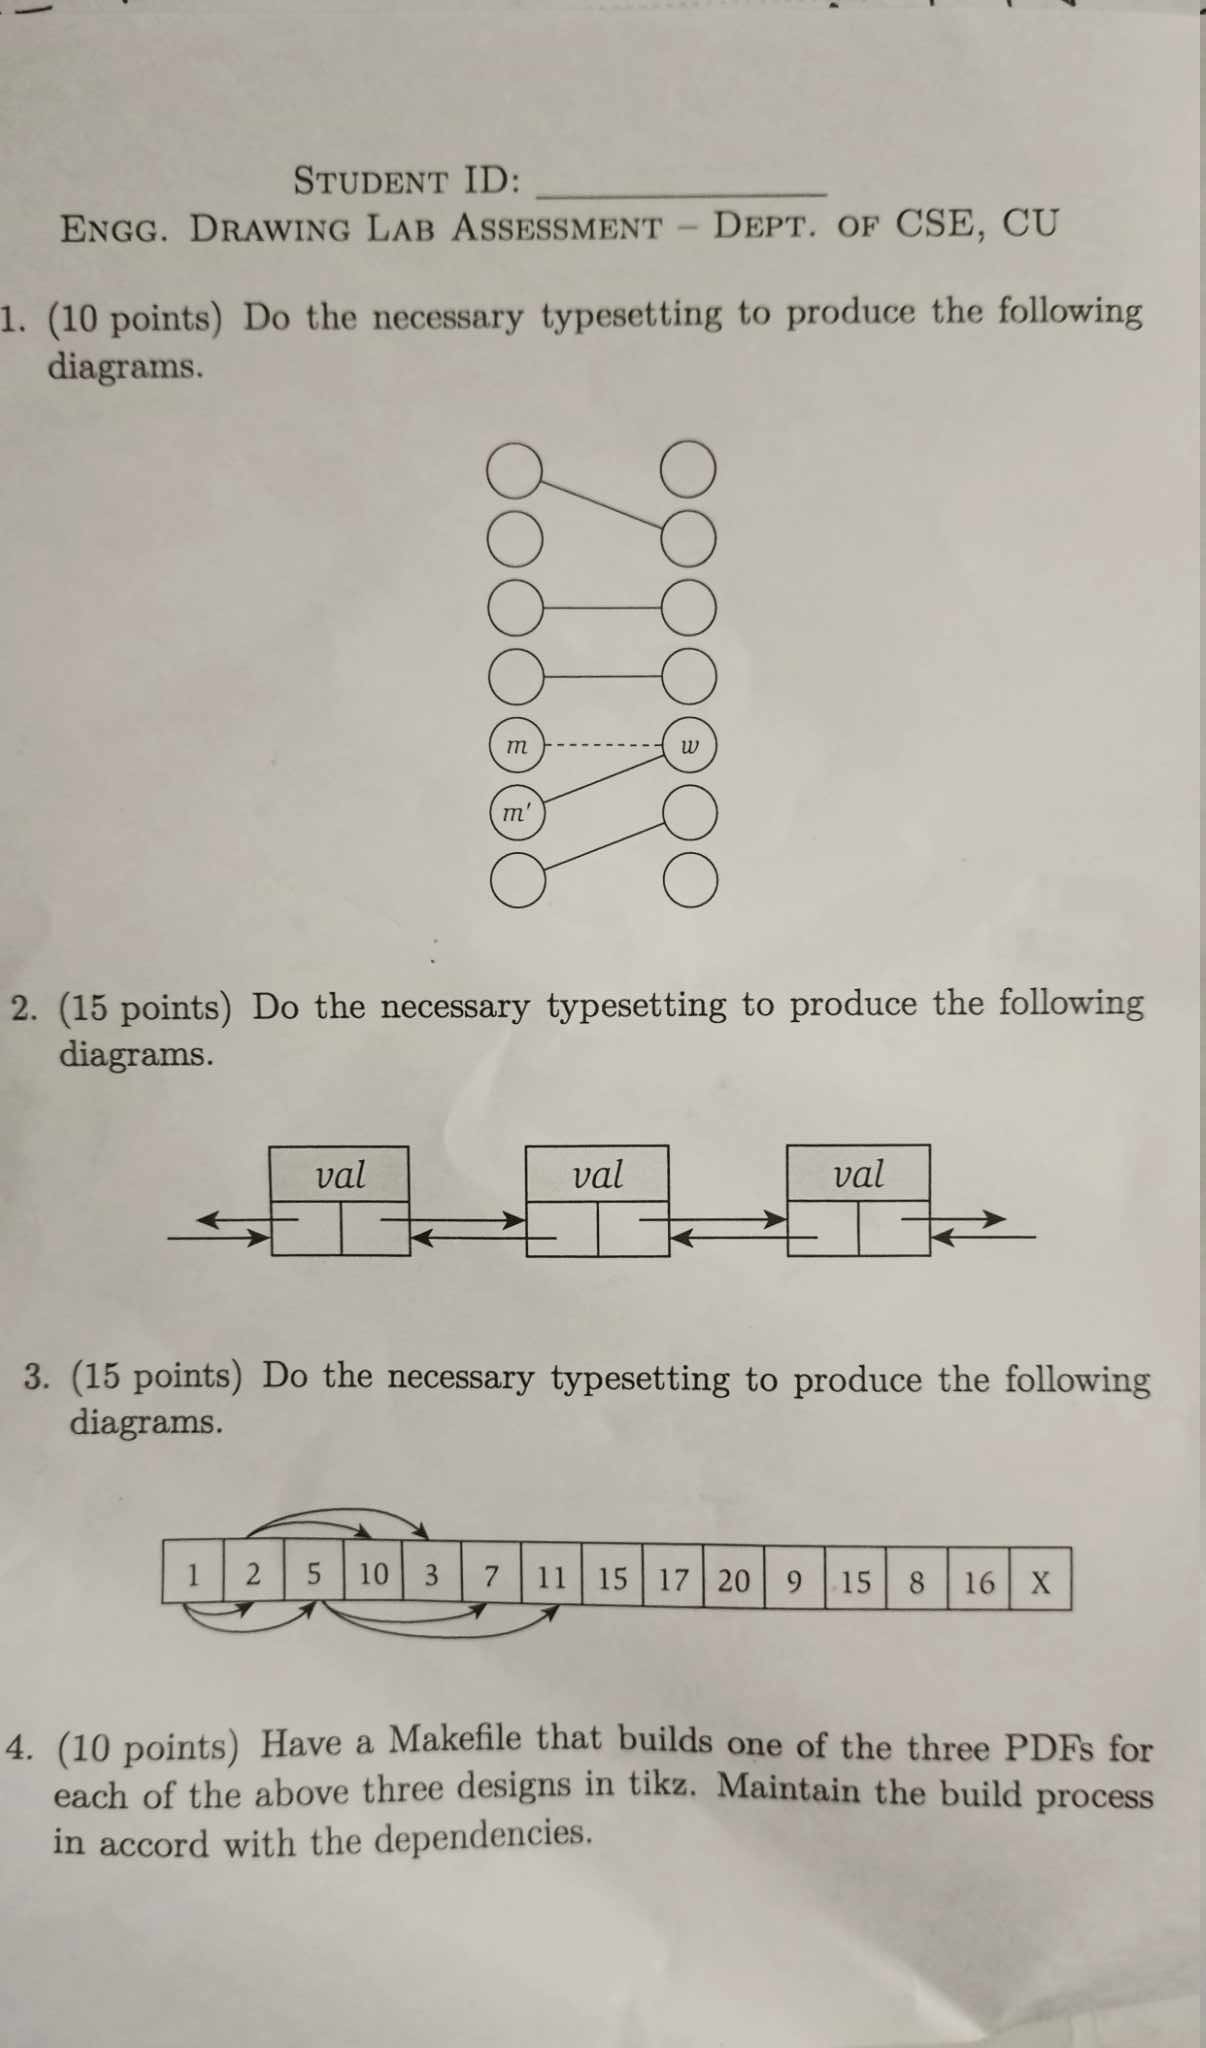 STUDENT ID: ______________
ENGG. DRAWING LAB ASSESSMENT – DEPT. OF CSE, CU
1. (10 points) Do the necessary typesetting to produce the following
diagrams.
m w
m′
2. (15 points) Do the necessary typesetting to produce the following
diagrams.
val val val
3. (15 points) Do the necessary typesetting to produce the following
diagrams.
1 2 5 10 3 7 11 15 17 20 9 15 8 16 X
4. (10 points) Have a Makefile that builds one of the three PDFs for
each of the above three designs in tikz. Maintain the build process
in accord with the dependencies.